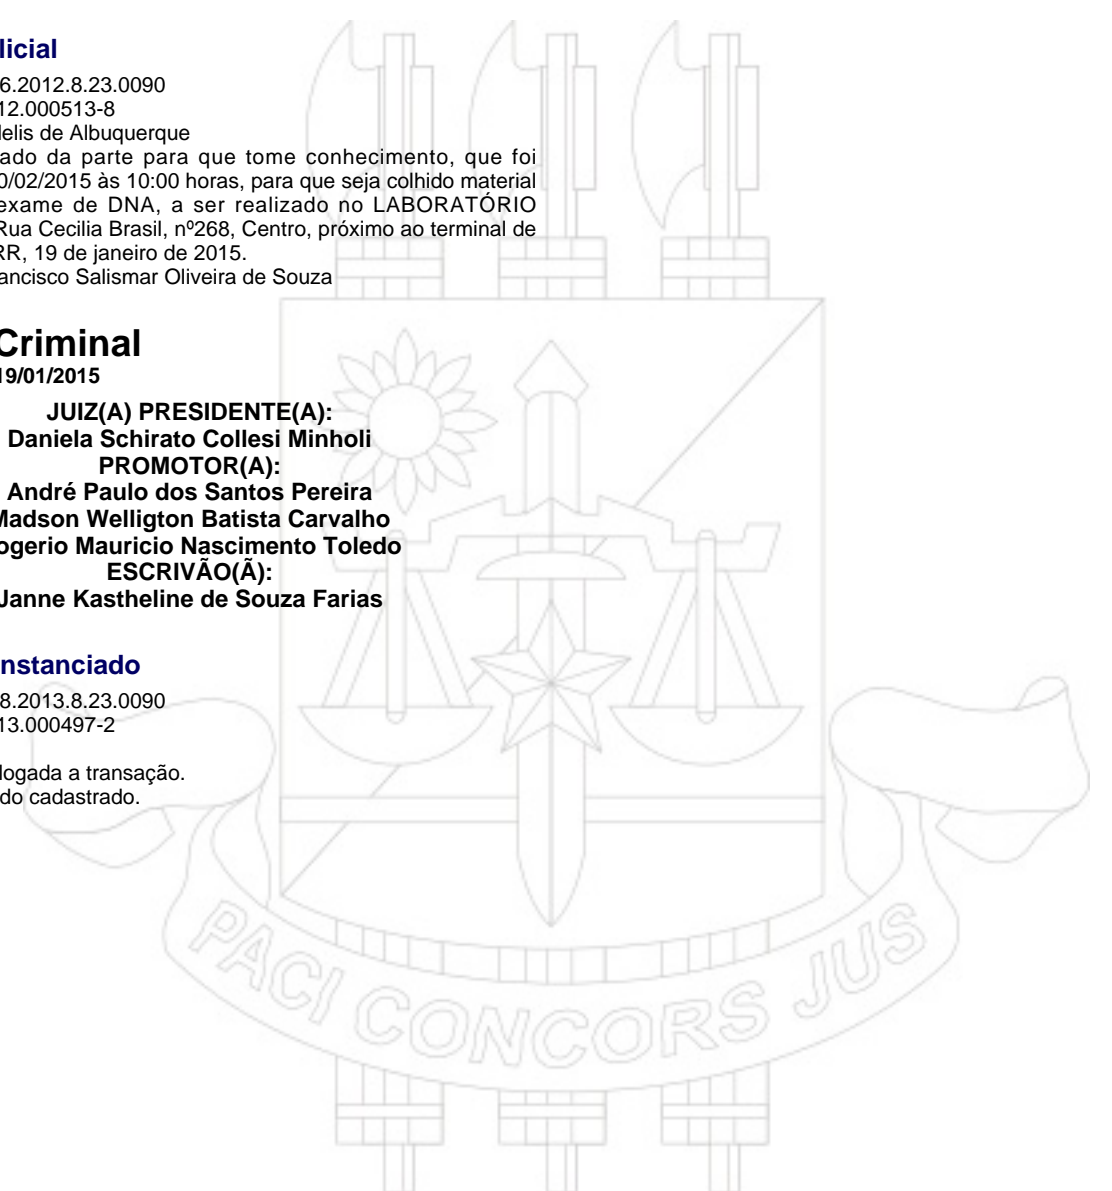 licial
6.2012.8.23.0090
12.000513-8
delis de Albuquerque
ado da parte para que tome conhecimento, que foi
0/02/2015 às 10:00 horas, para que seja colhido material
exame de DNA, a ser realizado no LABORATÓRIO
Rua Cecilia Brasil, nº268, Centro, próximo ao terminal de
RR, 19 de janeiro de 2015.
ancisco Salismar Oliveira de Souza
Criminal
19/01/2015
JUIZ(A) PRESIDENTE(A):
Daniela Schirato Collesi Minholi
PROMOTOR(A):
André Paulo dos Santos Pereira
Madson Welligton Batista Carvalho
ogerio Mauricio Nascimento Toledo
ESCRIVÃO(Ã):
Janne Kastheline de Souza Farias
nstanciado
8.2013.8.23.0090
13.000497-2
logada a transação.
do cadastrado.
PACI CONCORS JUS